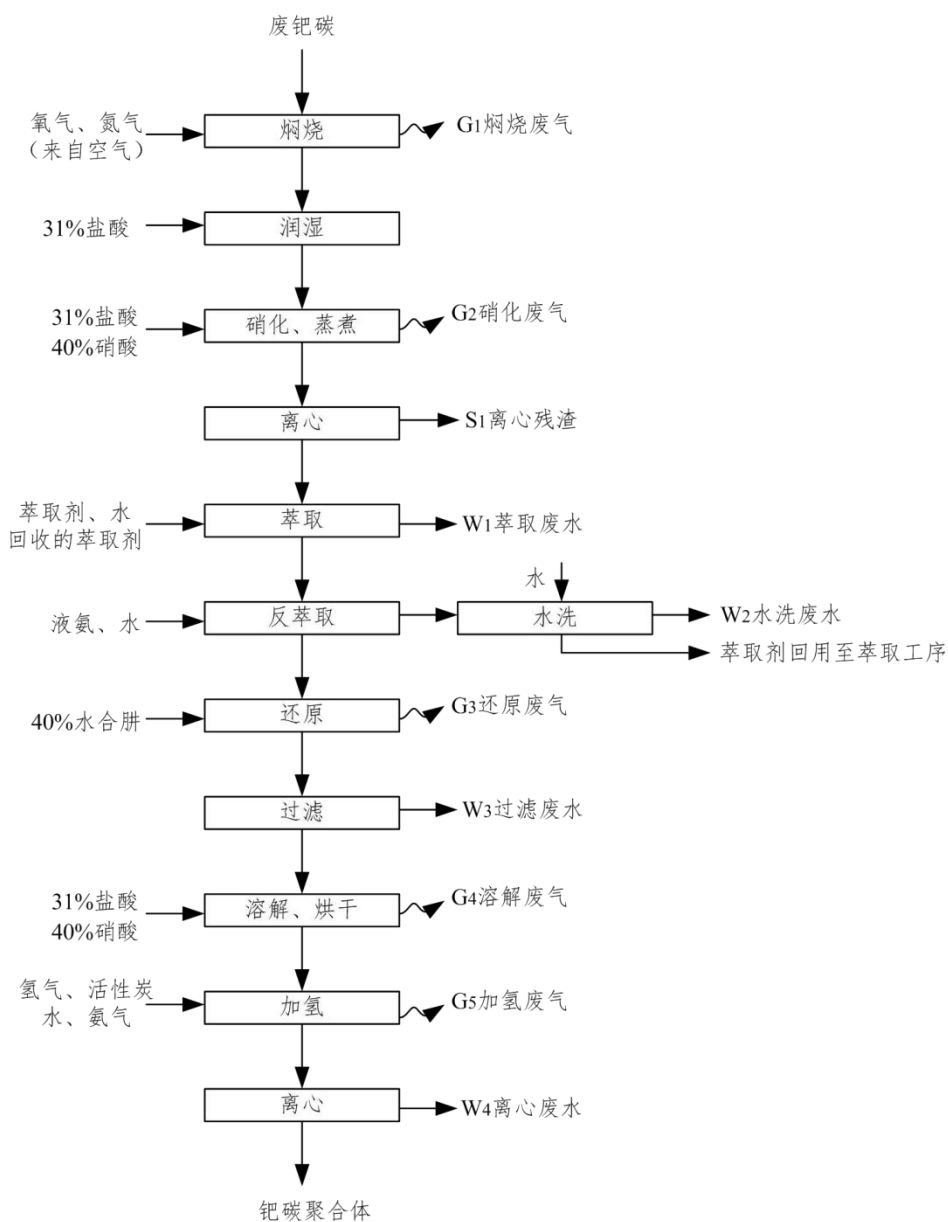 废钯碳
氧气、氮气
（来自空气）
焖烧
G1焖烧废气
31%盐酸
润湿
31%盐酸
40%硝酸
硝化、蒸煮
G2硝化废气
离心
S1离心残渣
萃取剂、水
回收的萃取剂
萃取
W1萃取废水
水
液氨、水
反萃取
水洗
W2水洗废水
萃取剂回用至萃取工序
40%水合肼
还原
G3还原废气
过滤
W3过滤废水
31%盐酸
40%硝酸
溶解、烘干
G4溶解废气
氢气、活性炭
水、氨气
加氢
G5加氢废气
离心
W4离心废水
钯碳聚合体